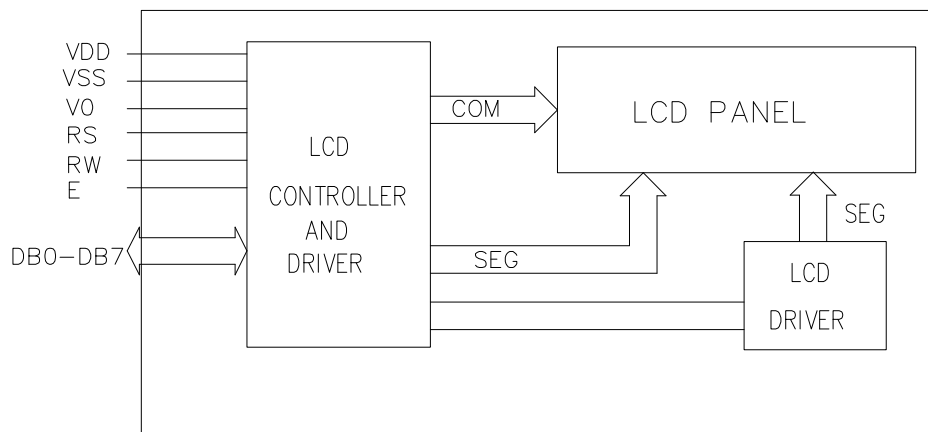 VDD
VSS
V0
RS
RW
E
DB0-DB7
LCD
CONTROLLER
AND
DRIVER
COM
SEG
LCD PANEL
SEG
LCD
DRIVER